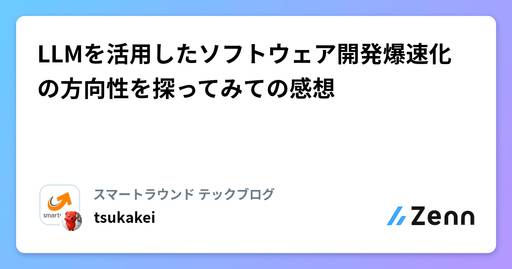 LLMを活用したソフトウェア開発爆速化
の方向性を探ってみての感想
スマートラウンド テックブログ
tsukakei
Zenn